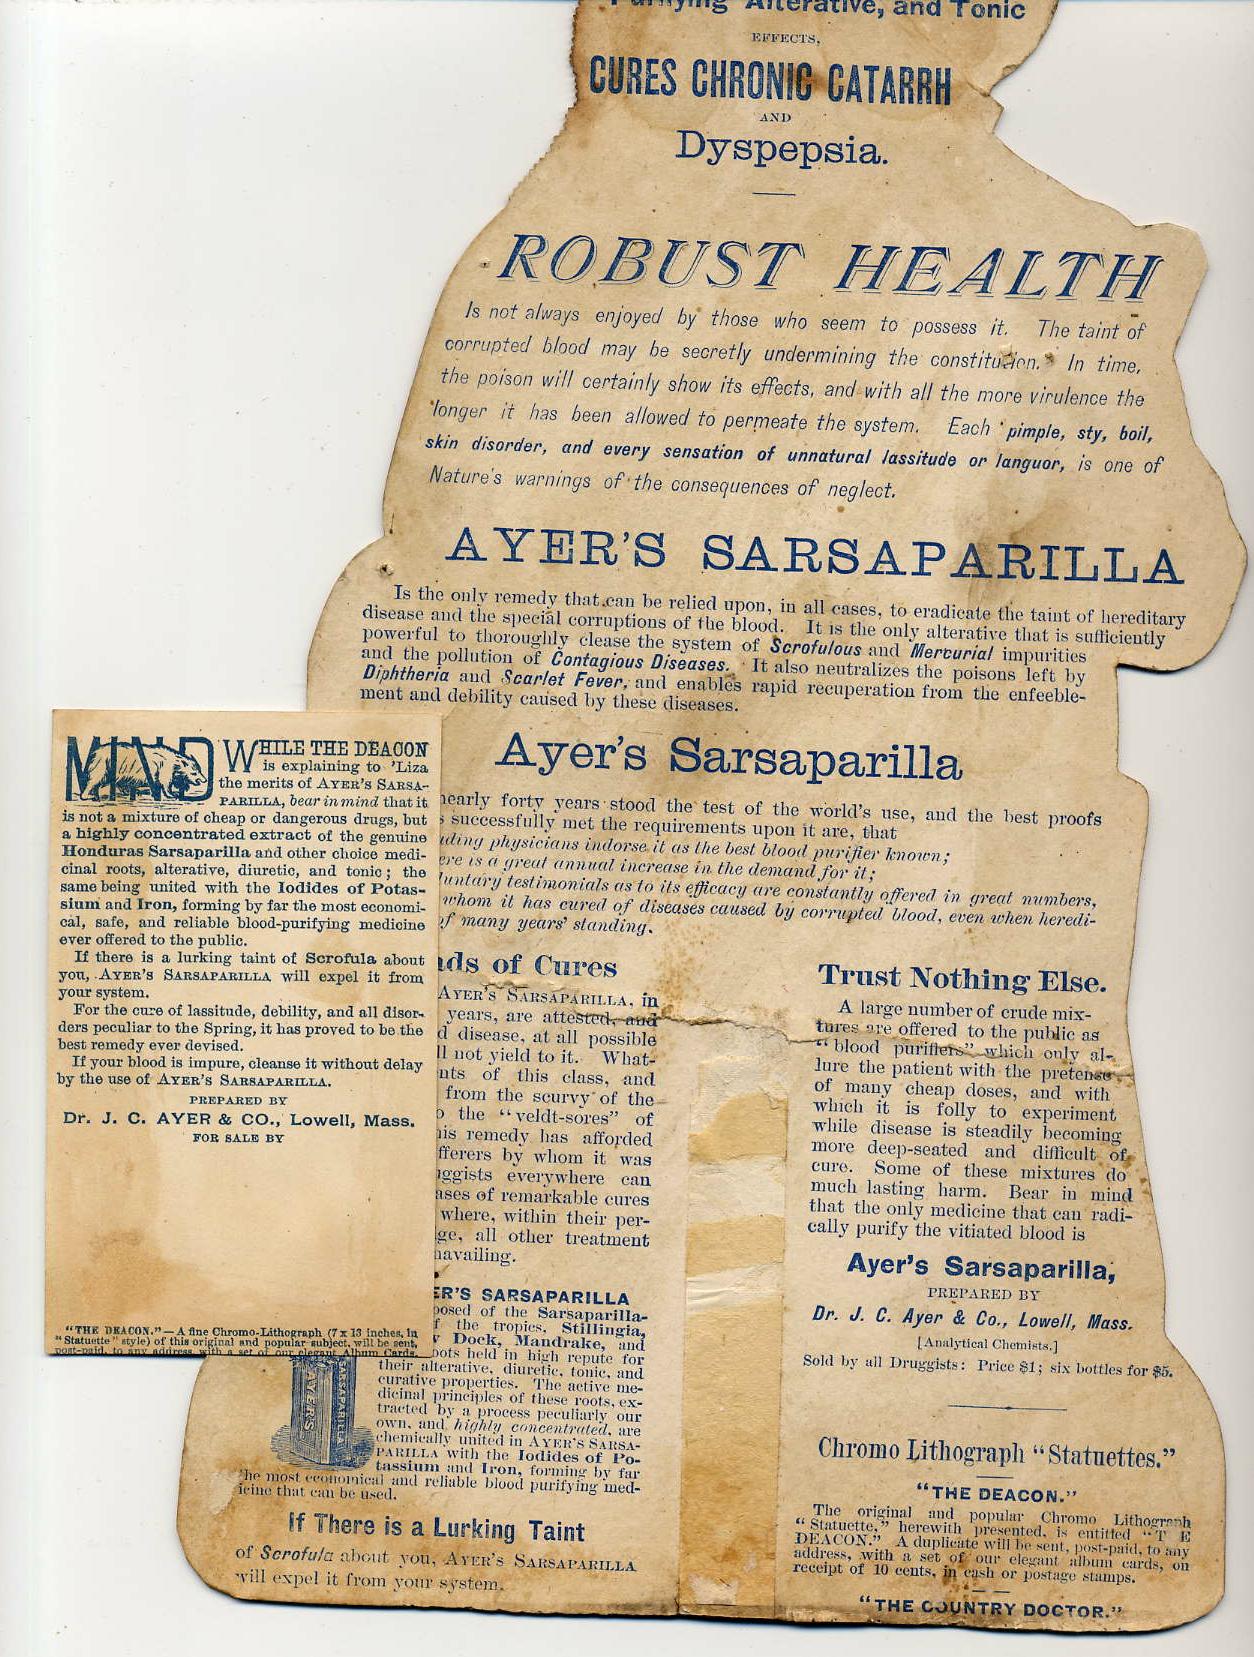 Purifying Alterative, and Tonic
EFFECTS,
CURES CHRONIC CATARRH
AND
Dyspepsia.
ROBUST HEALTH
Is not always enjoyed by those who seem to possess it. The taint of
corrupted blood may be secretly undermining the constitution. In time,
the poison will certainly show its effects, and with all the more virulence the
longer it has been allowed to permeate the system. Each pimple, sty, boil,
skin disorder, and every sensation of unnatural lassitude or languor, is one of
Nature's warnings of the consequences of neglect.
AYER'S SARSAPARILLA
Is the only remedy that can be relied upon, in all cases, to eradicate the taint of hereditary
disease and the special corruptions of the blood. It is the only alterative that is sufficiently
powerful to thoroughly clease the system of Scrofulous and Mercurial impurities
and the pollution of Contagious Diseases. It also neutralizes the poisons left by
Diphtheria and Scarlet Fever, and enables rapid recuperation from the enfeeble-
ment and debility caused by these diseases.
Ayer's Sarsaparilla
nearly forty years stood the test of the world's use, and the best proofs
successfully met the requirements upon it are, that
ding physicians indorse it as the best blood purifier known;
ere is a great annual increase in the demand for it;
untary testimonials as to its efficacy are constantly offered in great numbers,
whom it has cured of diseases caused by corrupted blood, even when heredi-
of many years' standing.
ds of Cures
AYER'S SARSAPARILLA, in
years, are attested, and
d disease, at all possible
ll not yield to it. What-
nts of this class, and
from the scurvy of the
the "veldt-sores" of
is remedy has afforded
fferers by whom it was
ggists everywhere can
ases of remarkable cures
where, within their per-
ge, all other treatment
navailing.
ER'S SARSAPARILLA
posed of the Sarsaparilla-
f the tropics, Stillingia,
Dock, Mandrake, and
oots held in high repute for
their alterative, diuretic, tonic, and
curative properties. The active me-
dicinal principles of these roots, ex-
tracted by a process peculiarly our
own, and highly concentrated, are
chemically united in AYER'S SARSA-
PARILLA with the Iodides of Po-
tassium and Iron, forming by far
the most economical and reliable blood purifying med-
icine that can be used.
AYER'S
SARSAPARILLA
If There is a Lurking Taint
of Scrofula about you, AYER'S SARSAPARILLA
will expel it from your system.
Trust Nothing Else.
A large number of crude mix-
tures are offered to the public as
"blood purifiers" which only al-
lure the patient with the pretense
of many cheap doses, and with
which it is folly to experiment
while disease is steadily becoming
more deep-seated and difficult of
cure. Some of these mixtures do
much lasting harm. Bear in mind
that the only medicine that can radi-
cally purify the vitiated blood is
Ayer's Sarsaparilla,
PREPARED BY
Dr. J. C. Ayer & Co., Lowell, Mass.
[Analytical Chemists.]
Sold by all Druggists: Price $1; six bottles for $5.
Chromo Lithograph "Statuettes."
"THE DEACON."
The original and popular Chromo Lithograph
"Statuette," herewith presented, is entitled "T E
DEACON." A duplicate will be sent, post-paid, to any
address, with a set of our elegant album cards, on
receipt of 10 cents, in cash or postage stamps.
"THE COUNTRY DOCTOR."
MIND
WHILE THE DEACON
is explaining to 'Liza
the merits of AYER'S SARSA-
PARILLA, bear in mind that it
is not a mixture of cheap or dangerous drugs, but
a highly concentrated extract of the genuine
Honduras Sarsaparilla and other choice medi-
cinal roots, alterative, diuretic, and tonic; the
same being united with the Iodides of Potas-
sium and Iron, forming by far the most economi-
cal, safe, and reliable blood-purifying medicine
ever offered to the public.
If there is a lurking taint of Scrofula about
you, AYER'S SARSAPARILLA will expel it from
your system.
For the cure of lassitude, debility, and all disor-
ders peculiar to the Spring, it has proved to be the
best remedy ever devised.
If your blood is impure, cleanse it without delay
by the use of AYER'S SARSAPARILLA.
PREPARED BY
Dr. J. C. AYER & CO., Lowell, Mass.
FOR SALE BY
"THE DEACON."—A fine Chromo-Lithograph (7 x 13 inches, in
"Statuette" style) of this original and popular subject, will be sent,
post-paid, to any address with a set of our elegant Album Cards,